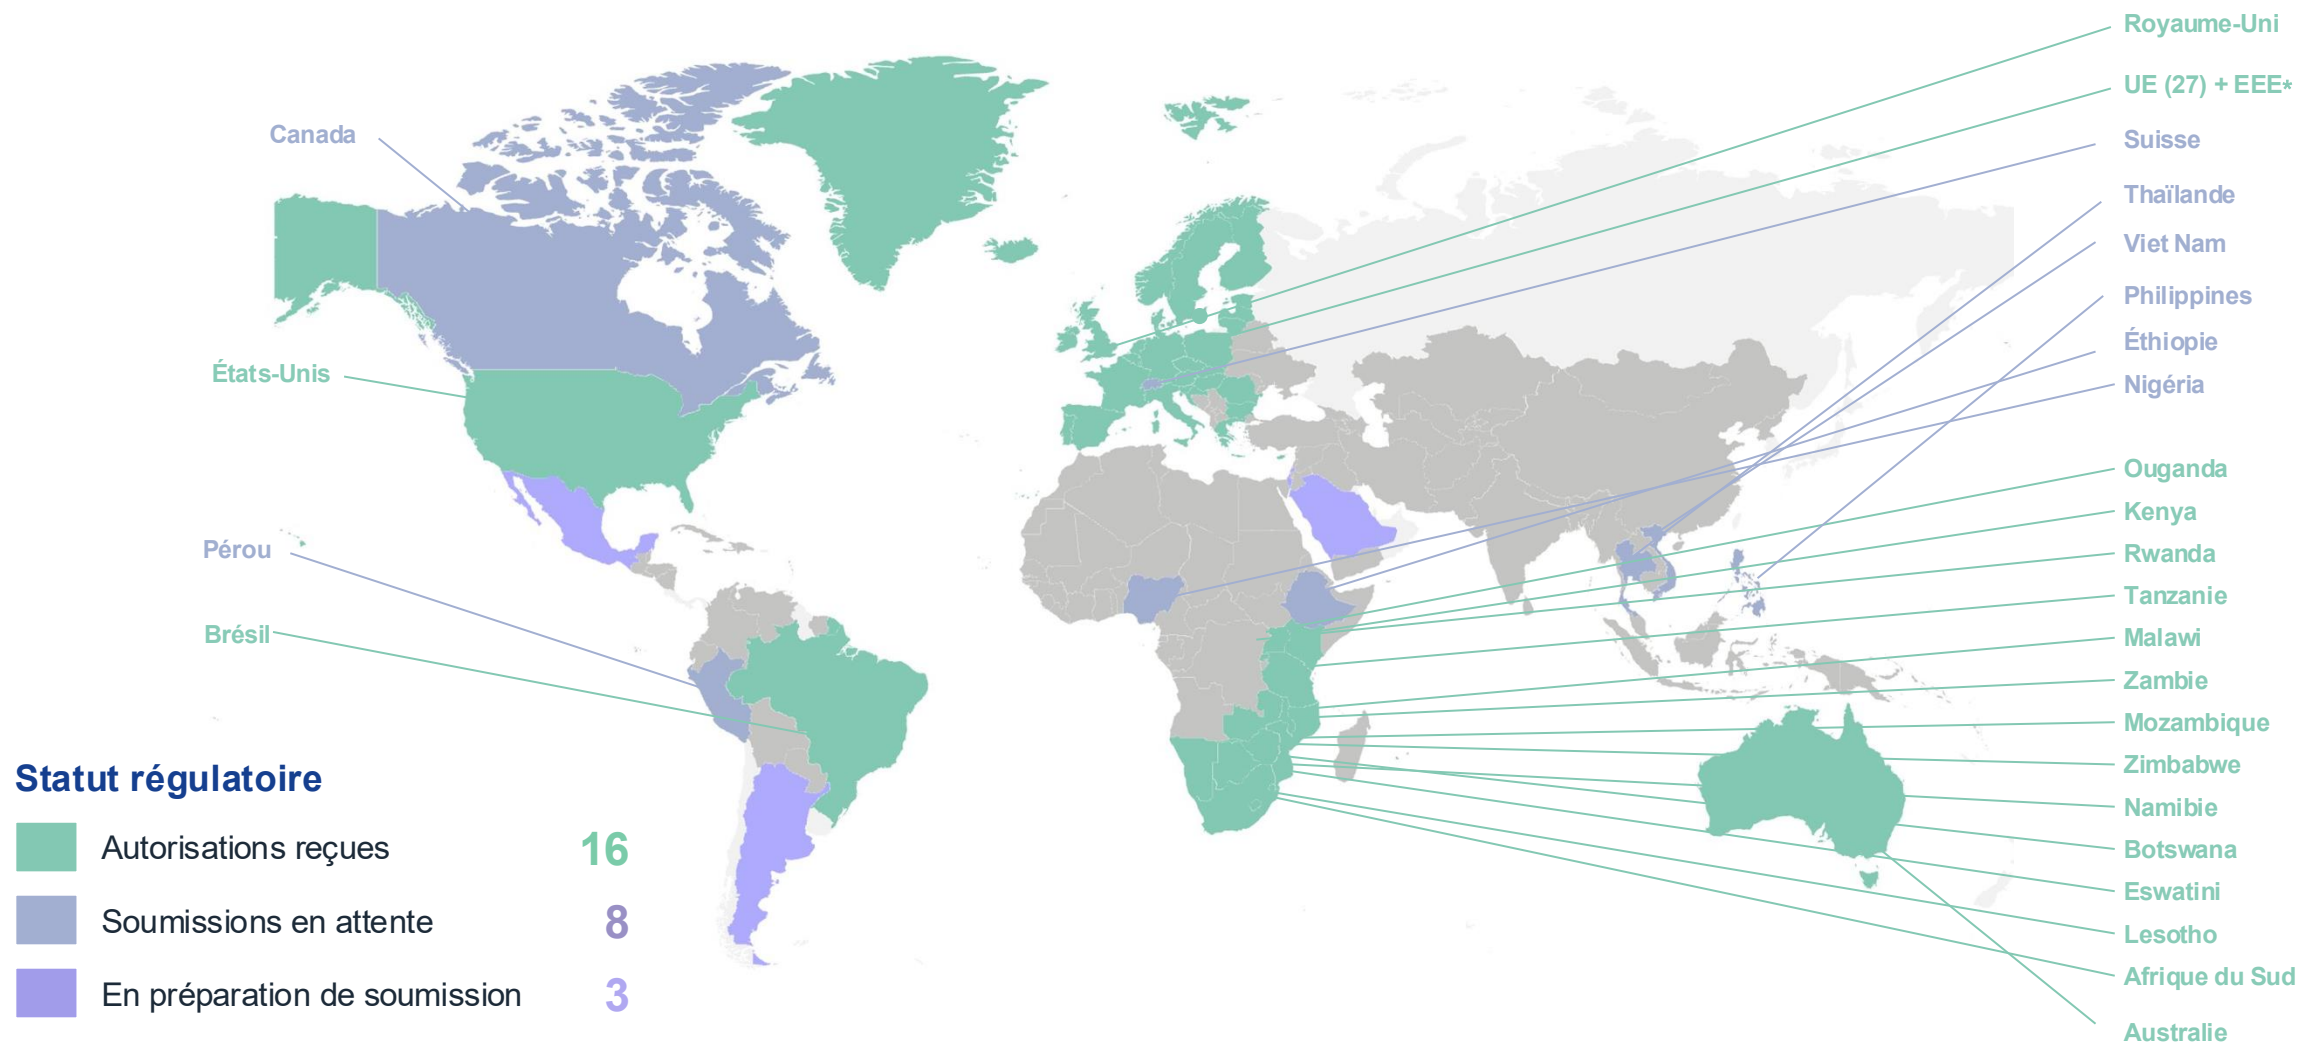 Royaume-Uni
UE (27) + EEE*
Suisse
Thaïlande
Viet Nam
Philippines
Éthiopie
Nigéria
Ouganda
Kenya
Rwanda
Tanzanie
Malawi
Zambie
Mozambique
Zimbabwe
Namibie
Botswana
Eswatini
Lesotho
Afrique du Sud
Australie
Canada
États-Unis
Pérou
Brésil
Statut régulatoire
Autorisations reçues 16
Soumissions en attente 8
En préparation de soumission 3